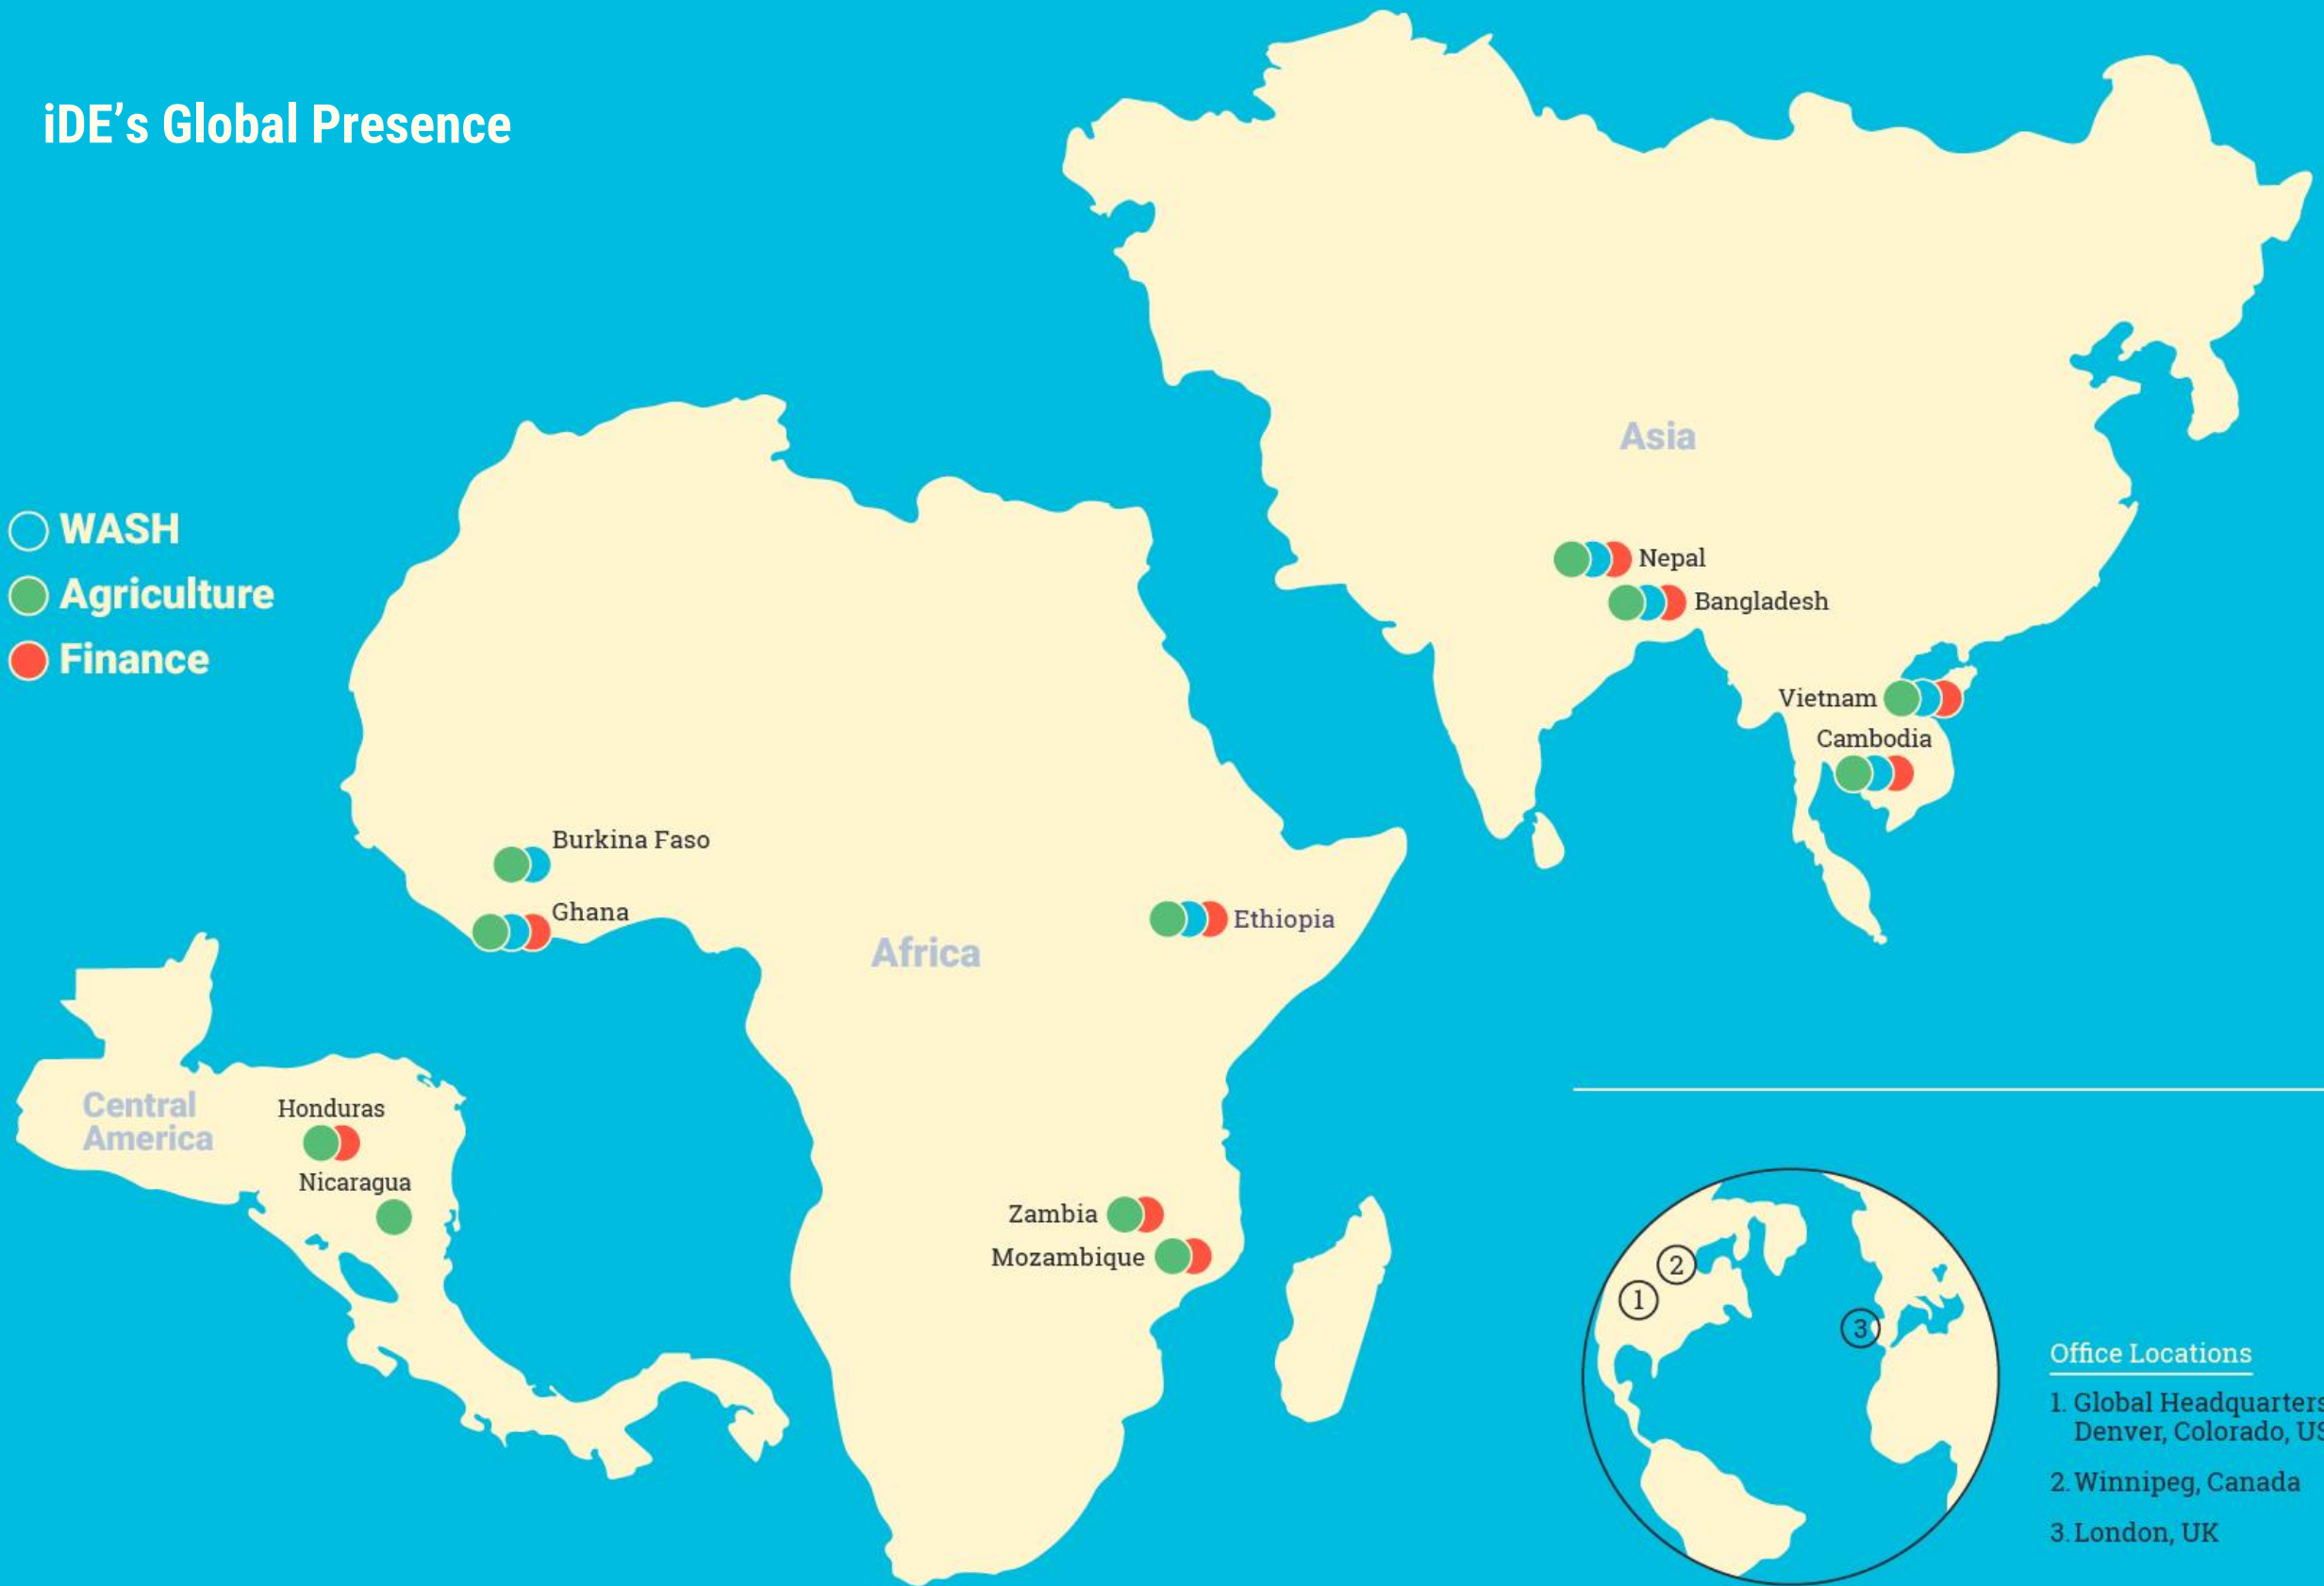 iDE’s Global Presence
WASH
Agriculture
Finance
Asia
Nepal
Bangladesh
Vietnam
Cambodia
Africa
Burkina Faso
Ghana
Ethiopia
Zambia
Mozambique
Central
America
Honduras
Nicaragua
2
1
3
Office Locations
1. Global Headquarters
Denver, Colorado, US
2. Winnipeg, Canada
3. London, UK